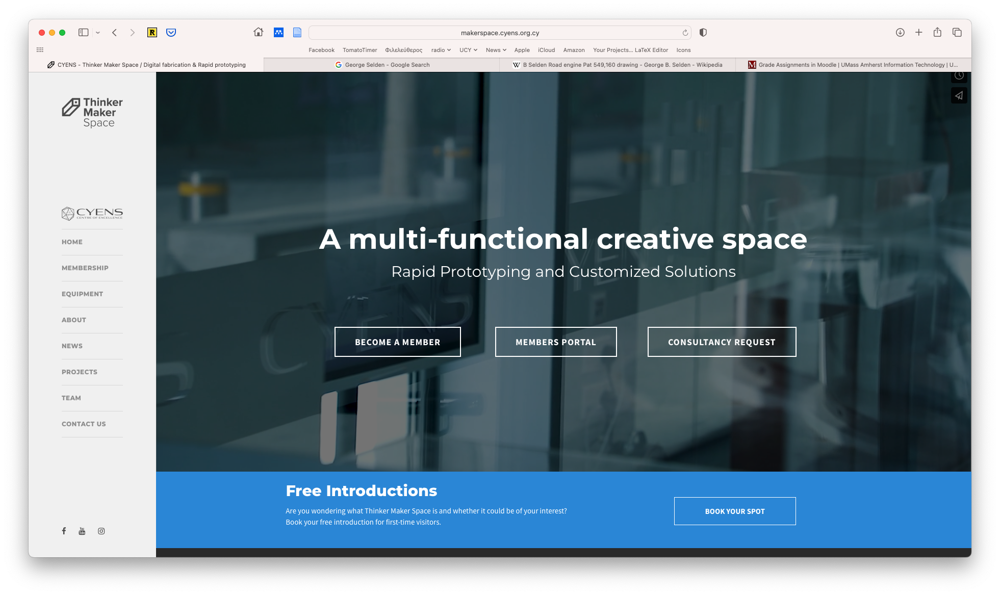 makerspace.cyens.org.cy
Facebook TomatoTimer Φιλελεύθερος radio UCY News Apple iCloud Amazon Your Projects... LaTeX Editor Icons
CYENS - Thinker Maker Space / Digital fabrication & Rapid prototyping
George Selden - Google Search
B Selden Road engine Pat 549,160 drawing - George B. Selden - Wikipedia
Grade Assignments in Moodle | UMass Amherst Information Technology | U...
Thinker
Maker
Space
CYENS
CENTRE OF EXCELLENCE
HOME
MEMBERSHIP
EQUIPMENT
ABOUT
NEWS
PROJECTS
TEAM
CONTACT US
A multi-functional creative space
Rapid Prototyping and Customized Solutions
CYENS
BECOME A MEMBER
MEMBERS PORTAL
CONSULTANCY REQUEST
Free Introductions
Are you wondering what Thinker Maker Space is and whether it could be of your interest?
Book your free introduction for first-time visitors.
BOOK YOUR SPOT
You
Tube